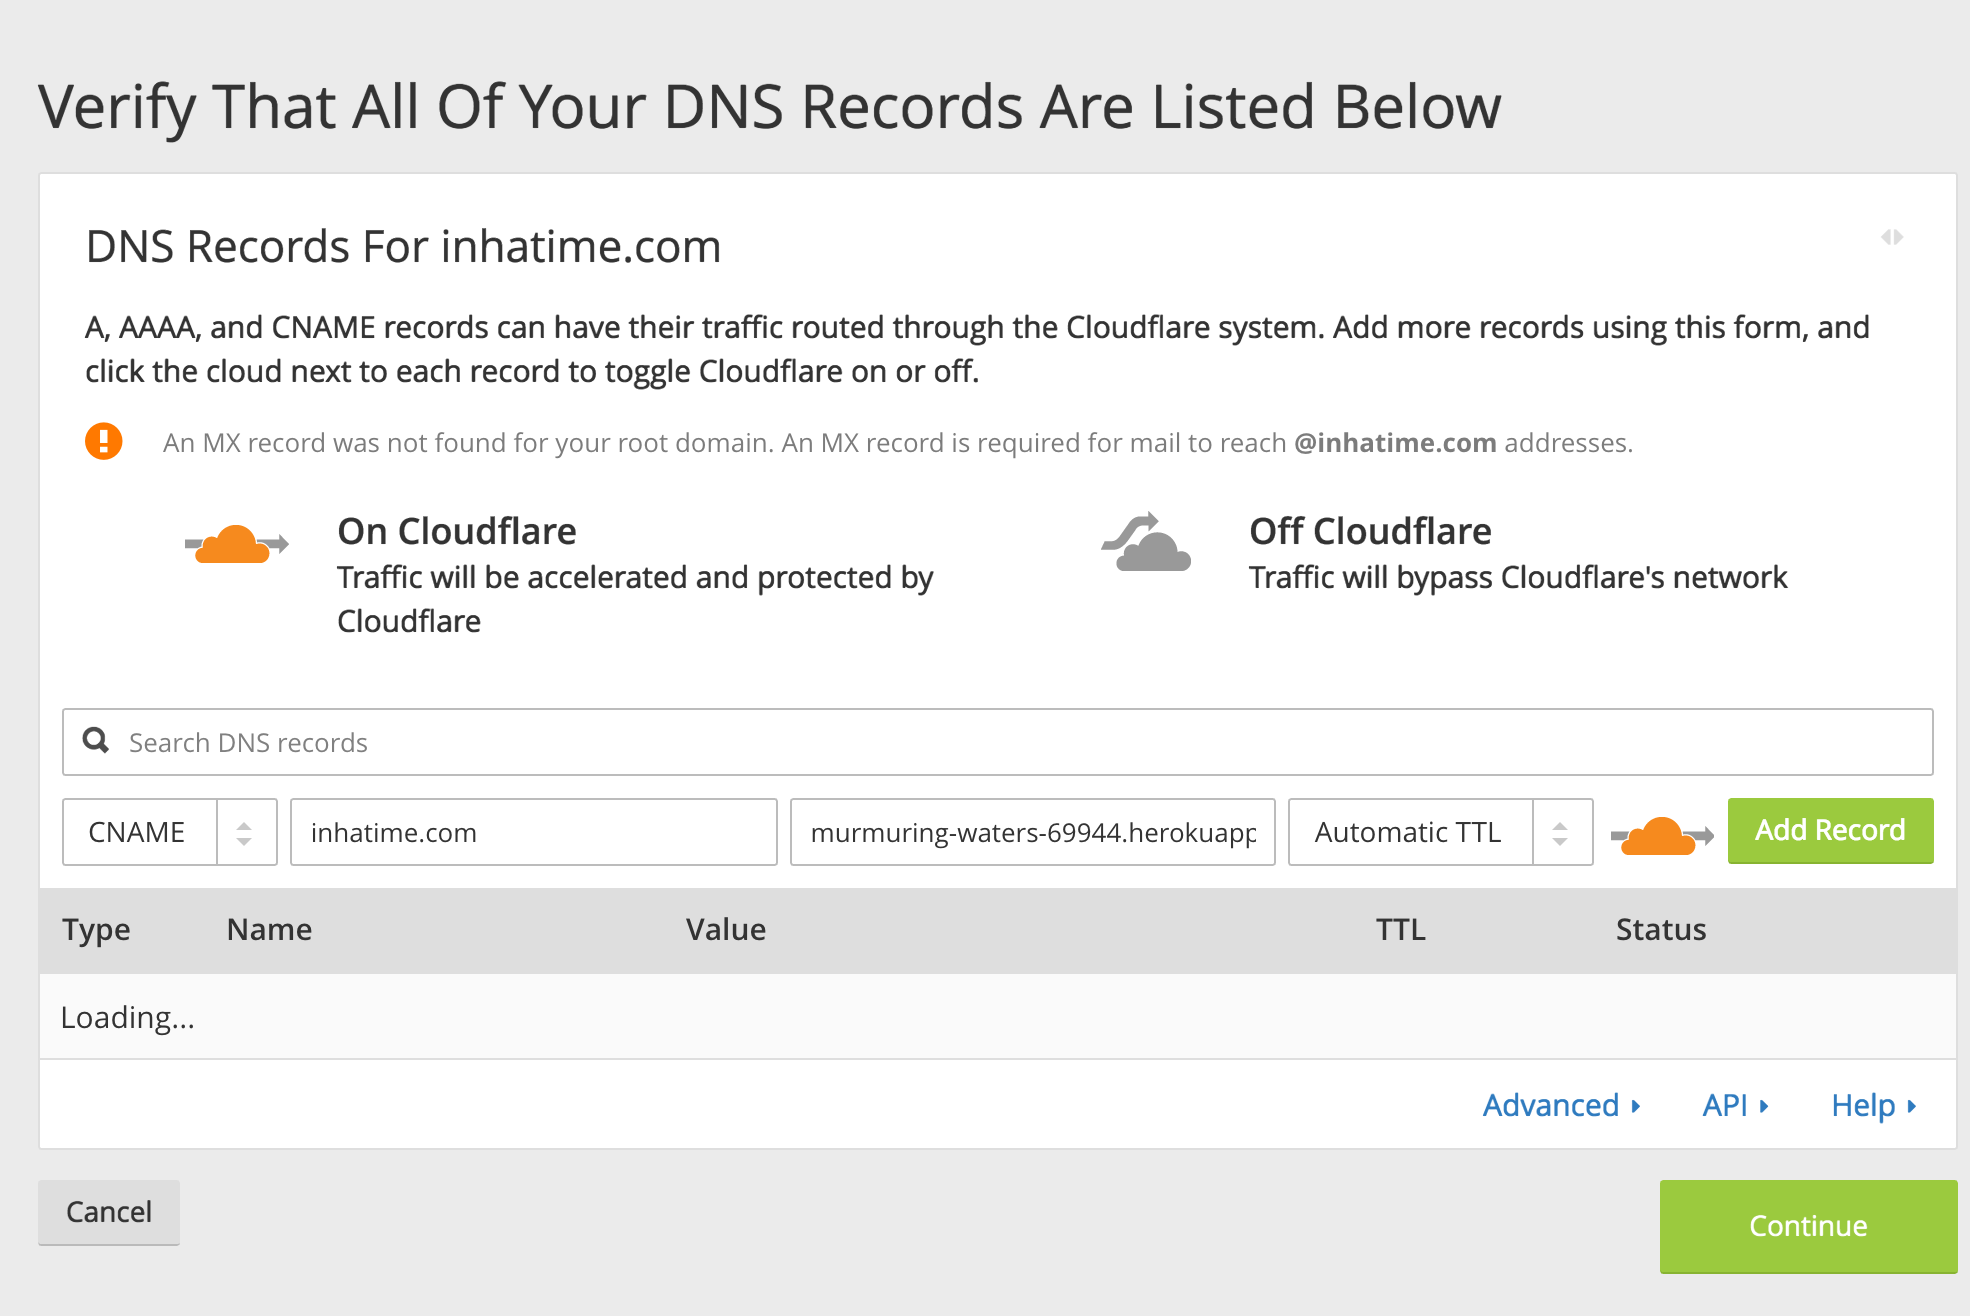 Verify That All Of Your DNS Records Are Listed Below
DNS Records For inhatime.com
A, AAAA, and CNAME records can have their traffic routed through the Cloudflare system. Add more records using this form, and
click the cloud next to each record to toggle Cloudflare on or off.
An MX record was not found for your root domain. An MX record is required for mail to reach @inhatime.com addresses.
On Cloudflare
Traffic will be accelerated and protected by
Cloudflare
Off Cloudflare
Traffic will bypass Cloudflare's network
Search DNS records
CNAME inhatime.com murmuring-waters-69944.herokuapp Automatic TTL Add Record
Type Name Value TTL Status
Loading...
Advanced API Help
Cancel Continue